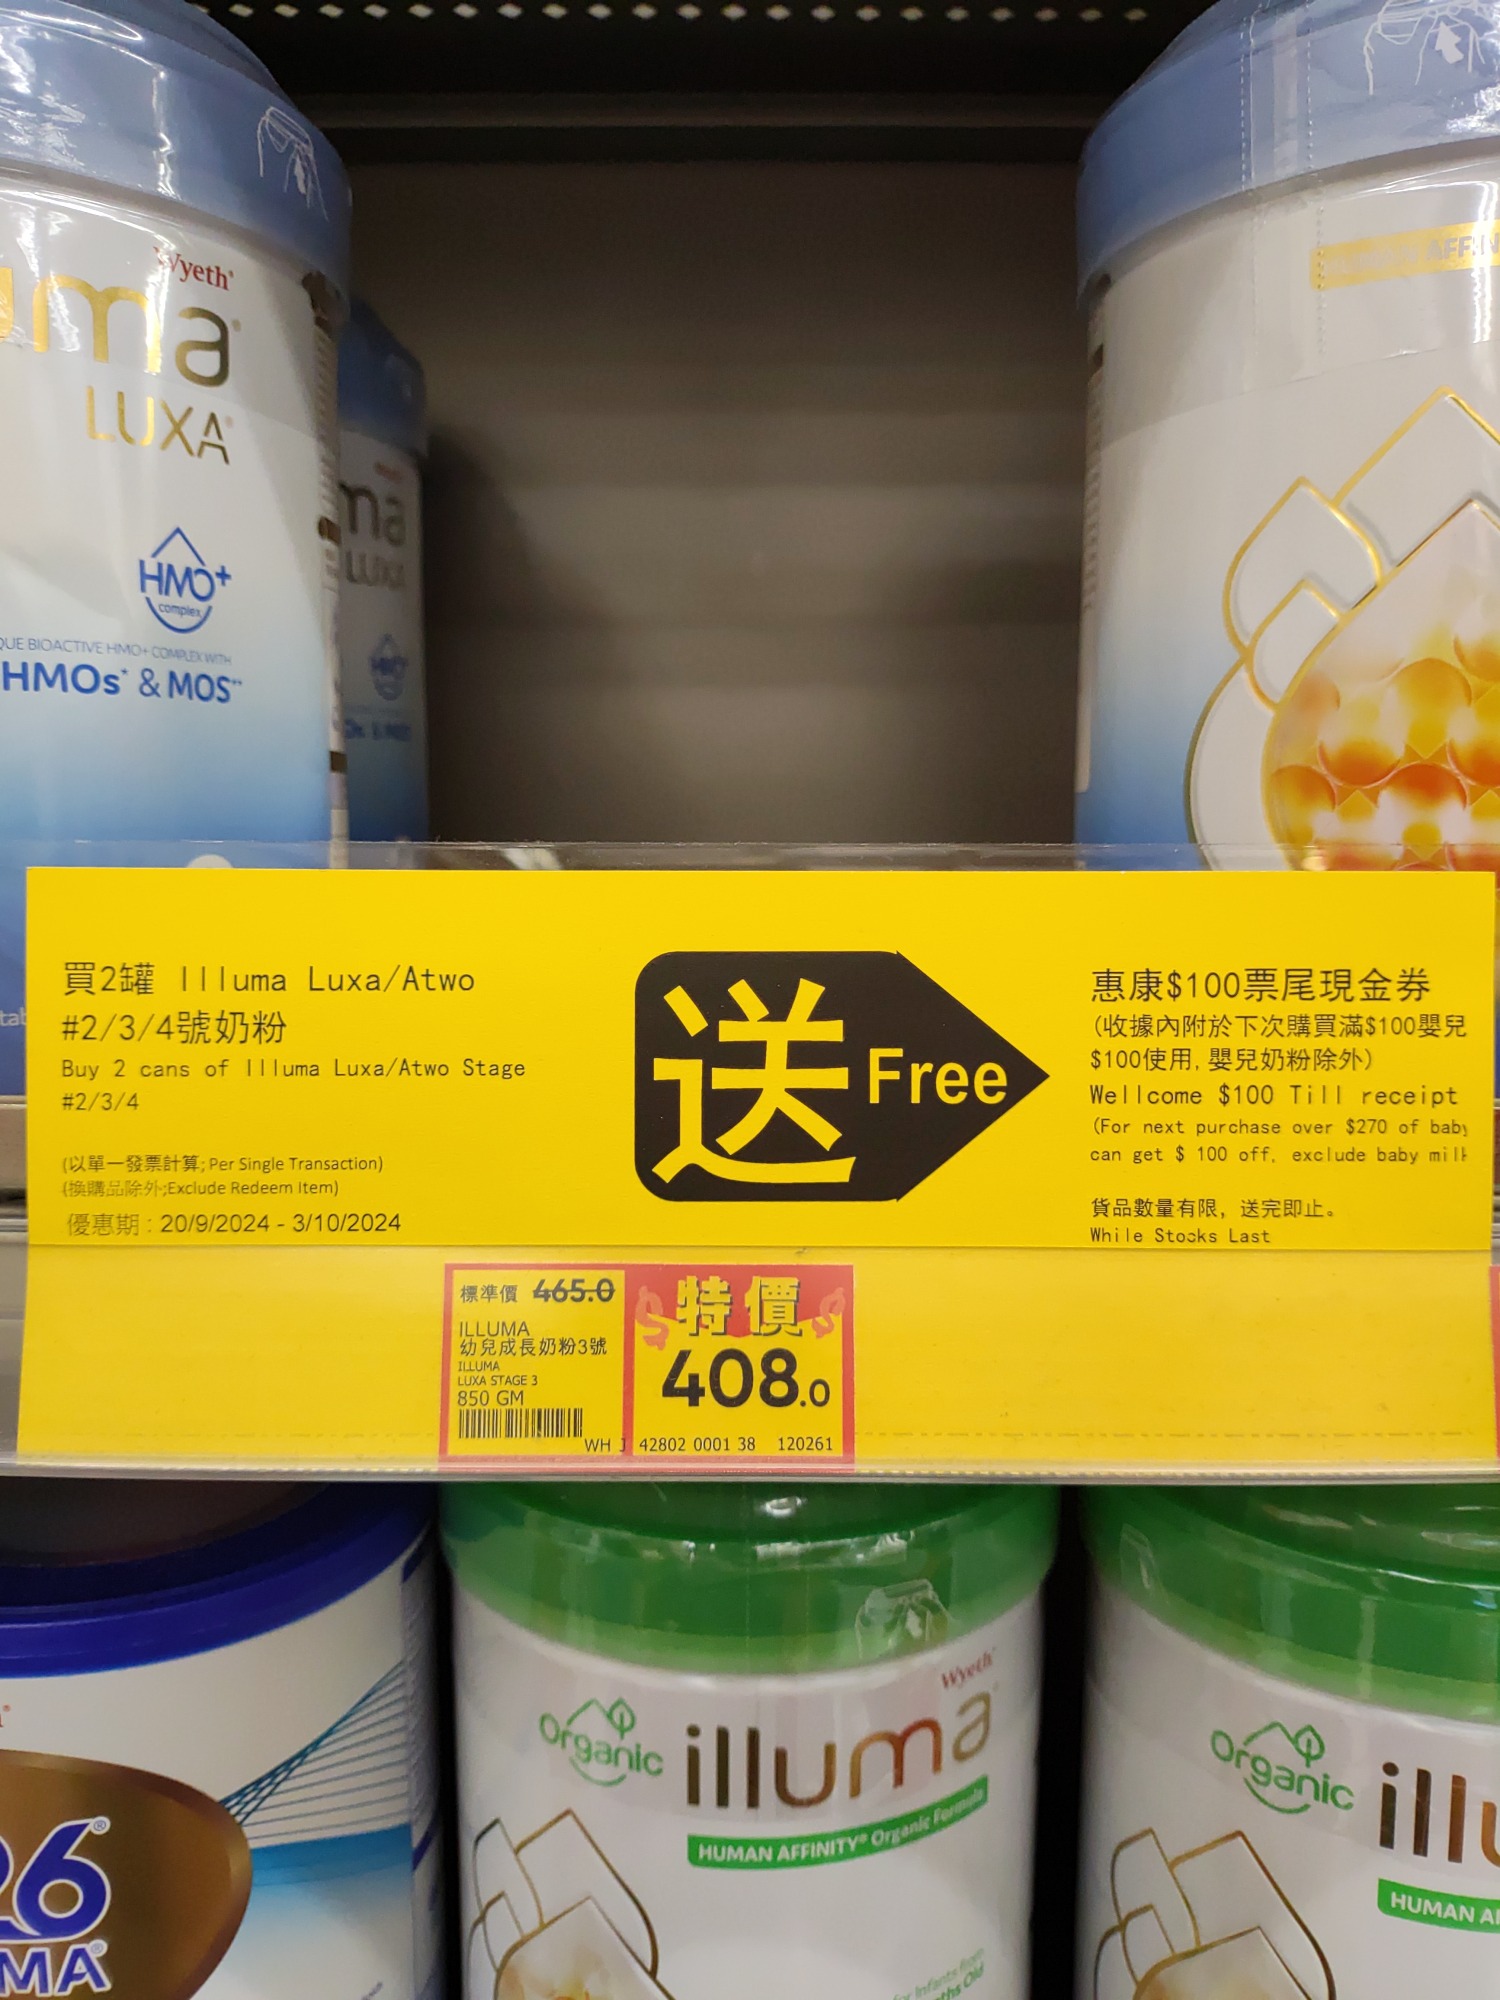 Wyeth®
uma®
LUXA®
HMO+
complex
QUE BIOACTIVE HMO+ COMPLEX WITH
HMOs⁺ & MOS⁺⁺
ma
LUXA
買2罐 Illuma Luxa/Atwo
#2/3/4號奶粉
Buy 2 cans of Illuma Luxa/Atwo Stage
#2/3/4
(以單一發票計算; Per Single Transaction)
(換購品除外;Exclude Redeem Item)
優惠期 : 20/9/2024 - 3/10/2024
送 Free
惠康$100票尾現金券
(收據內附於下次購買滿$100嬰兒
$100使用, 嬰兒奶粉除外)
Wellcome $100 Till receipt
(For next purchase over $270 of baby
can get $ 100 off, exclude baby milk
貨品數量有限, 送完即止。
While Stocks Last
標準價 465.0
特價
ILLUMA
幼兒成長奶粉3號
ILLUMA
LUXA STAGE 3
850 GM
408.0
WH J 42802 0001 38 120261
26®
MA®
Organic
Wyeth®
illuma®
HUMAN AFFINITY® Organic Formula
Organic
illu
HUMAN A